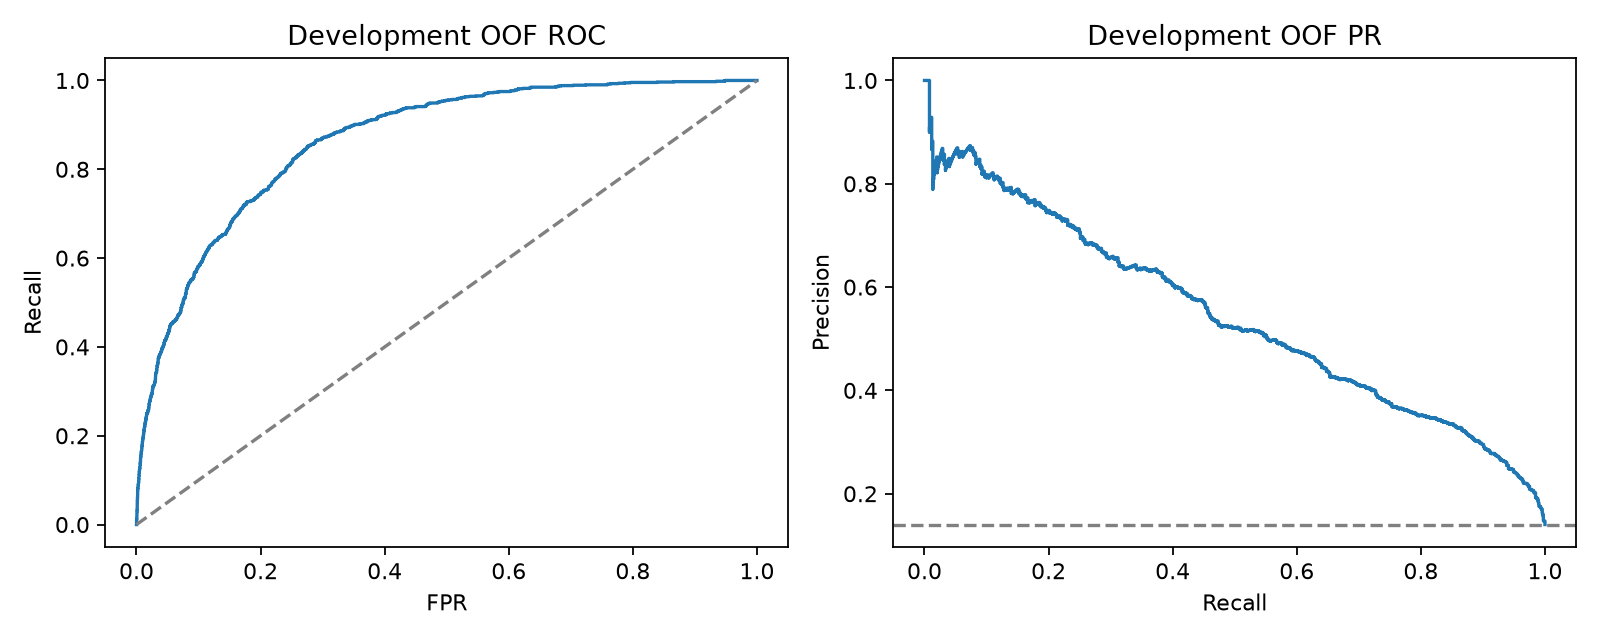 Development OOF ROC
1.0
0.8
0.6
0.4
0.2
0.0
Recall
0.0 0.2 0.4 0.6 0.8 1.0
FPR
Development OOF PR
1.0
0.8
0.6
0.4
0.2
Precision
0.0 0.2 0.4 0.6 0.8 1.0
Recall